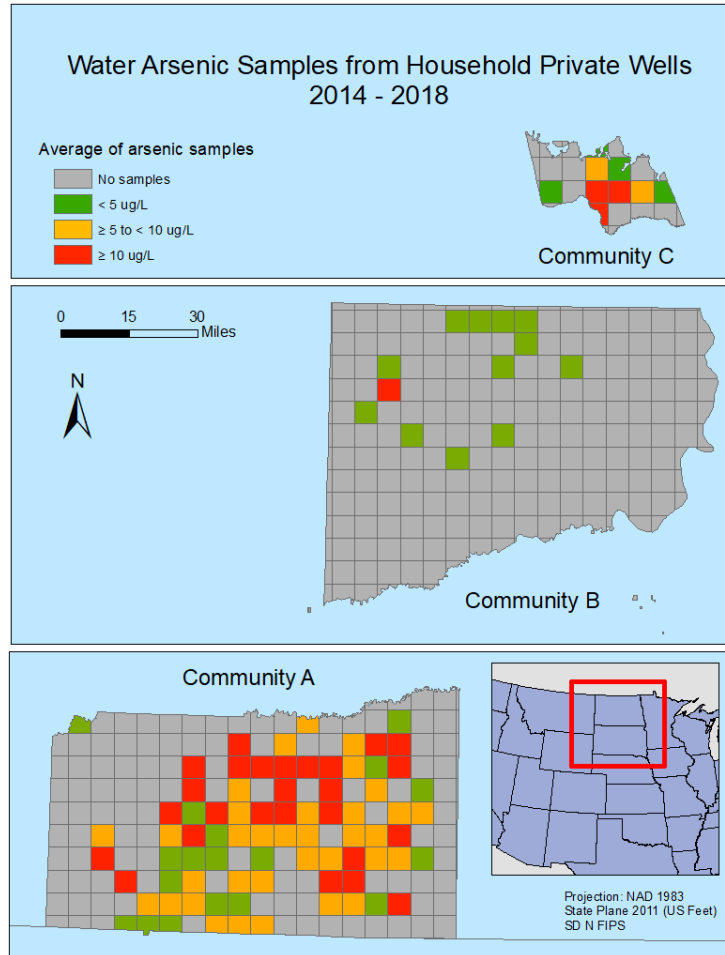 Water Arsenic Samples from Household Private Wells
2014 - 2018
Average of arsenic samples
No samples
< 5 ug/L
≥ 5 to < 10 ug/L
≥ 10 ug/L
Community C
0 15 30
Miles
N
Community B
Community A
Projection: NAD 1983
State Plane 2011 (US Feet)
SD N FIPS